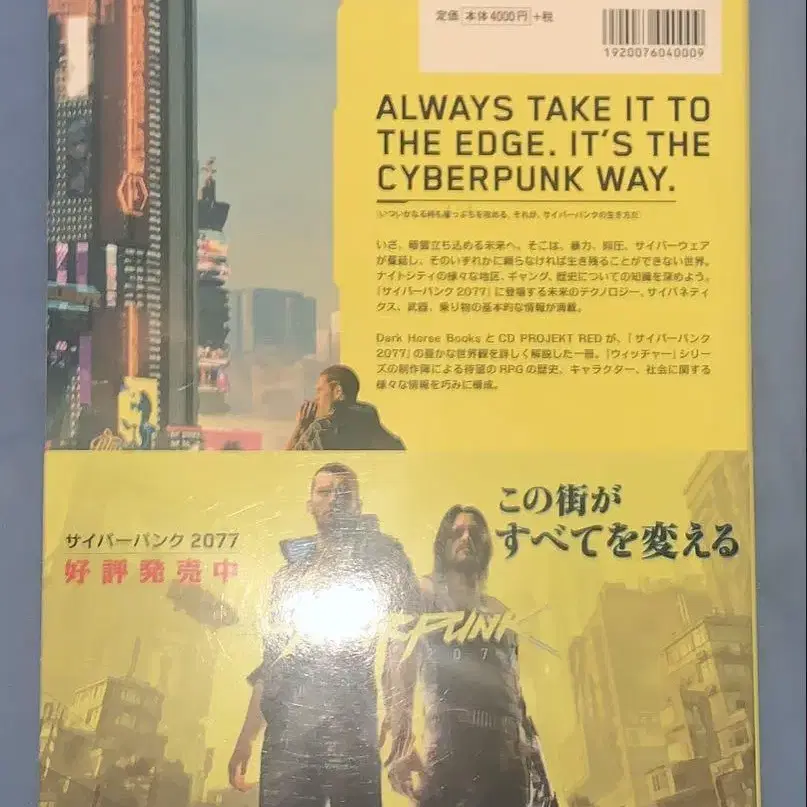 定価 本体4000円 +税
1920076040009
ALWAYS TAKE IT TO
THE EDGE. IT'S THE
CYBERPUNK WAY.
いついかなる時も崖っぷちを攻める。それが、サイバーパンクの生き方だ
いざ、暗雲立ち込める未来へ。そこは、暴力、抑圧、サイバーウェア
が蔓延し、そのいずれかに頼らなければ生き残ることができない世界。
ナイトシティの様々な地区、ギャング、歴史についての知識を深めよう。
『サイバーパンク2077』に登場する未来のテクノロジー、サイバネティ
クス、武器、乗り物の基本的な情報が満載。
Dark Horse Books と CD PROJEKT RED が、『サイバーパンク
2077』の豊かな世界観を詳しく解説した一冊。『ウィッチャー』シリー
ズの制作陣による待望のRPGの歴史、キャラクター、社会に関する
様々な情報を巧みに構成。
この街が
すべてを変える
サイバーパンク 2077
好評発売中
PUNK
2077